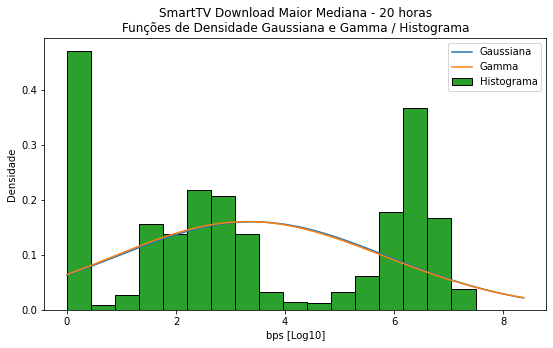 SmartTV Download Maior Mediana - 20 horas
Funções de Densidade Gaussiana e Gamma / Histograma
Gaussiana
Gamma
Histograma
Densidade
0.4
0.3
0.2
0.1
0.0
0 2 4 6 8
bps [Log10]